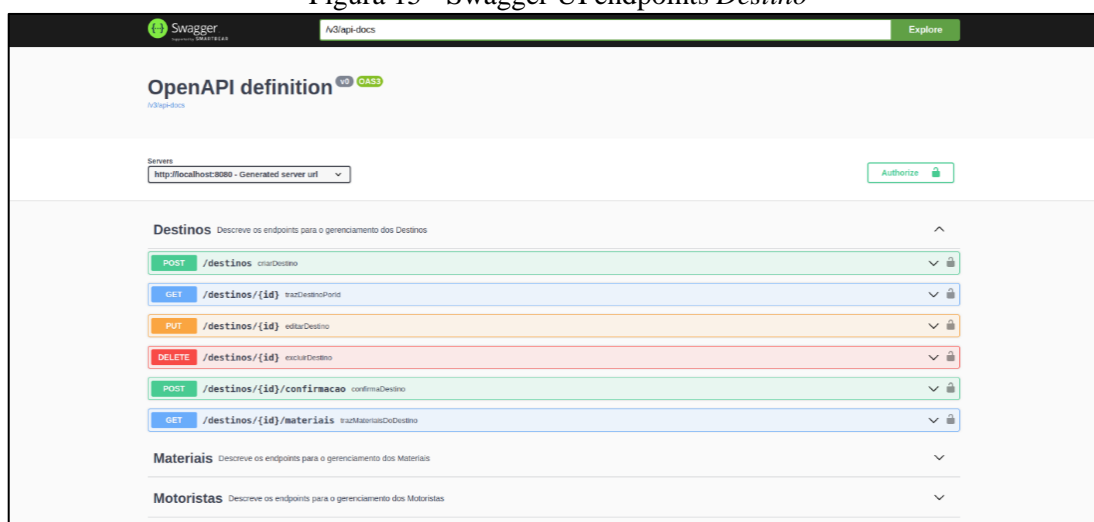 Figura 15 - Swagger UI endpoints Destino
Swagger
Supported by SMARTBEAR
/v3/api-docs
Explore
OpenAPI definition v0 OAS3
/v3/api-docs
Servers
http://localhost:8080 - Generated server url
Authorize
Destinos Descreve os endpoints para o gerenciamento dos Destinos
POST /destinos criarDestino
GET /destinos/{id} trazDestinoPorId
PUT /destinos/{id} editarDestino
DELETE /destinos/{id} excluirDestino
POST /destinos/{id}/confirmacao confirmaDestino
GET /destinos/{id}/materiais trazMateriaisDoDestino
Materiais Descreve os endpoints para o gerenciamento dos Materiais
Motoristas Descreve os endpoints para o gerenciamento dos Motoristas